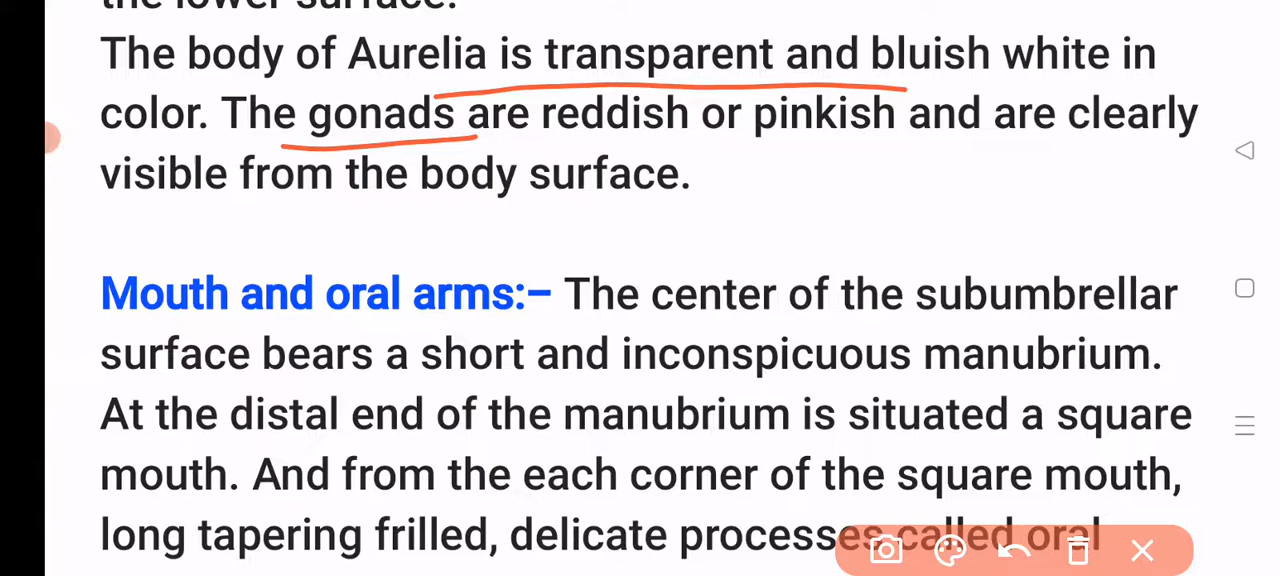 the lower surface.
The body of Aurelia is transparent and bluish white in
color. The gonads are reddish or pinkish and are clearly
visible from the body surface.
Mouth and oral arms:– The center of the subumbrellar
surface bears a short and inconspicuous manubrium.
At the distal end of the manubrium is situated a square
mouth. And from the each corner of the square mouth,
long tapering frilled, delicate processes called oral